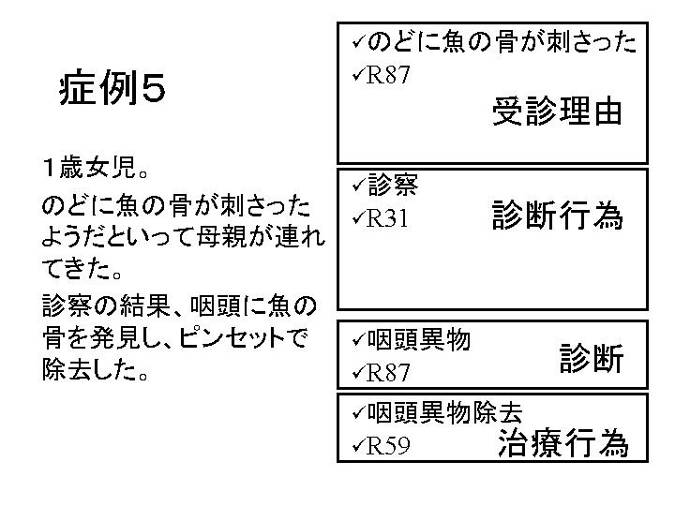 症例５
１歳女児。
のどに魚の骨が刺さった
ようだといって母親が連れ
てきた。
診察の結果、咽頭に魚の
骨を発見し、ピンセットで
除去した。
✓のどに魚の骨が刺さった
✓R87
受診理由
✓診察
✓R31
診断行為
✓咽頭異物
✓R87
診断
✓咽頭異物除去
✓R59
治療行為